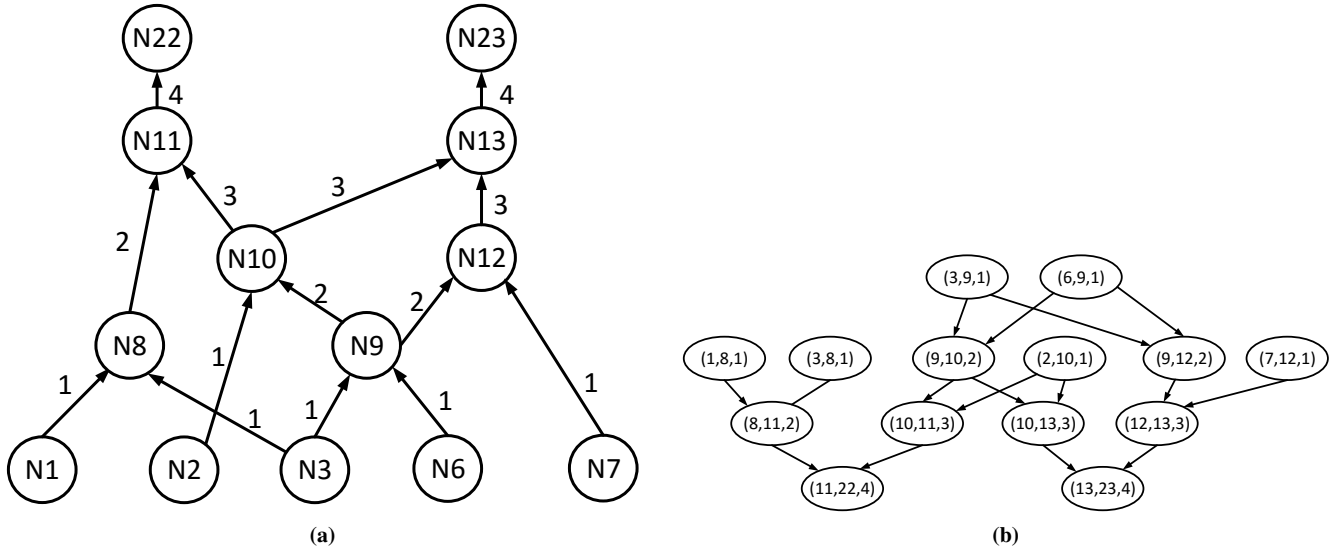 N22 N23
4 4
N11 N13
3 3
2 3
N10 N12
2 2
N8 N9
1 1 1 1 1 1
N1 N2 N3 N6 N7
(a)
(3,9,1) (6,9,1)
(1,8,1) (3,8,1) (9,10,2) (2,10,1) (9,12,2) (7,12,1)
(8,11,2) (10,11,3) (10,13,3) (12,13,3)
(11,22,4) (13,23,4)
(b)